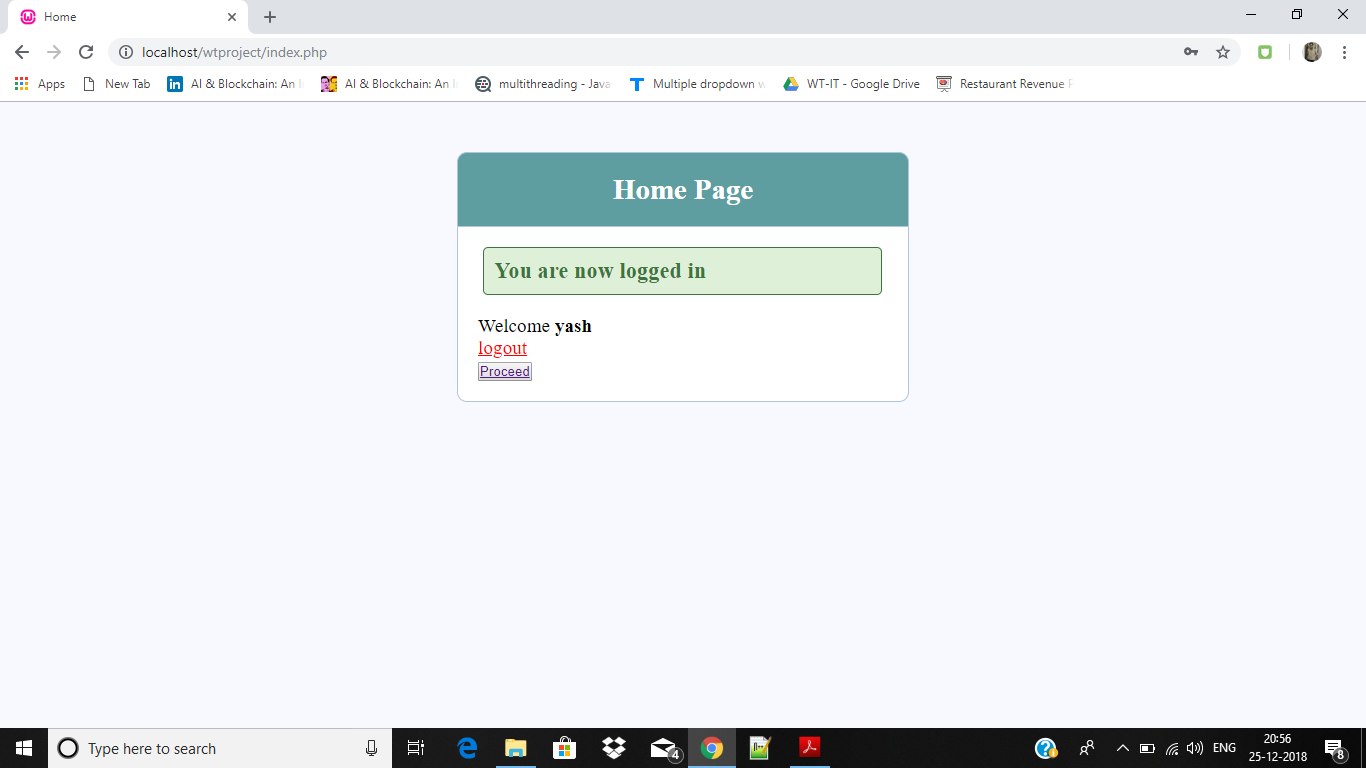 Home
localhost/wtproject/index.php
Apps New Tab AI & Blockchain: An AI & Blockchain: An multithreading - Java Multiple dropdown WT-IT - Google Drive Restaurant Revenue
Home Page
You are now logged in
Welcome yash
logout
Proceed
Type here to search
4
ENG
20:56
25-12-2018
8